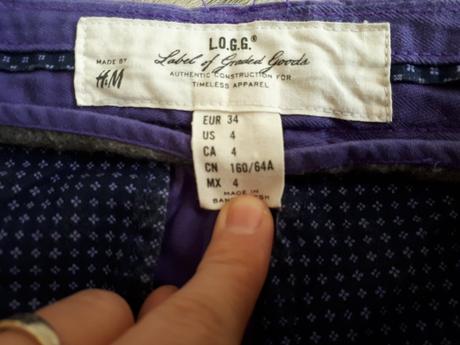 L.O.G.G.®
Label of Graded Goods
MADE BY
H&M
AUTHENTIC CONSTRUCTION FOR
TIMELESS APPAREL
EUR 34
US 4
CA 4
CN 160/64A
MX 4
MADE IN